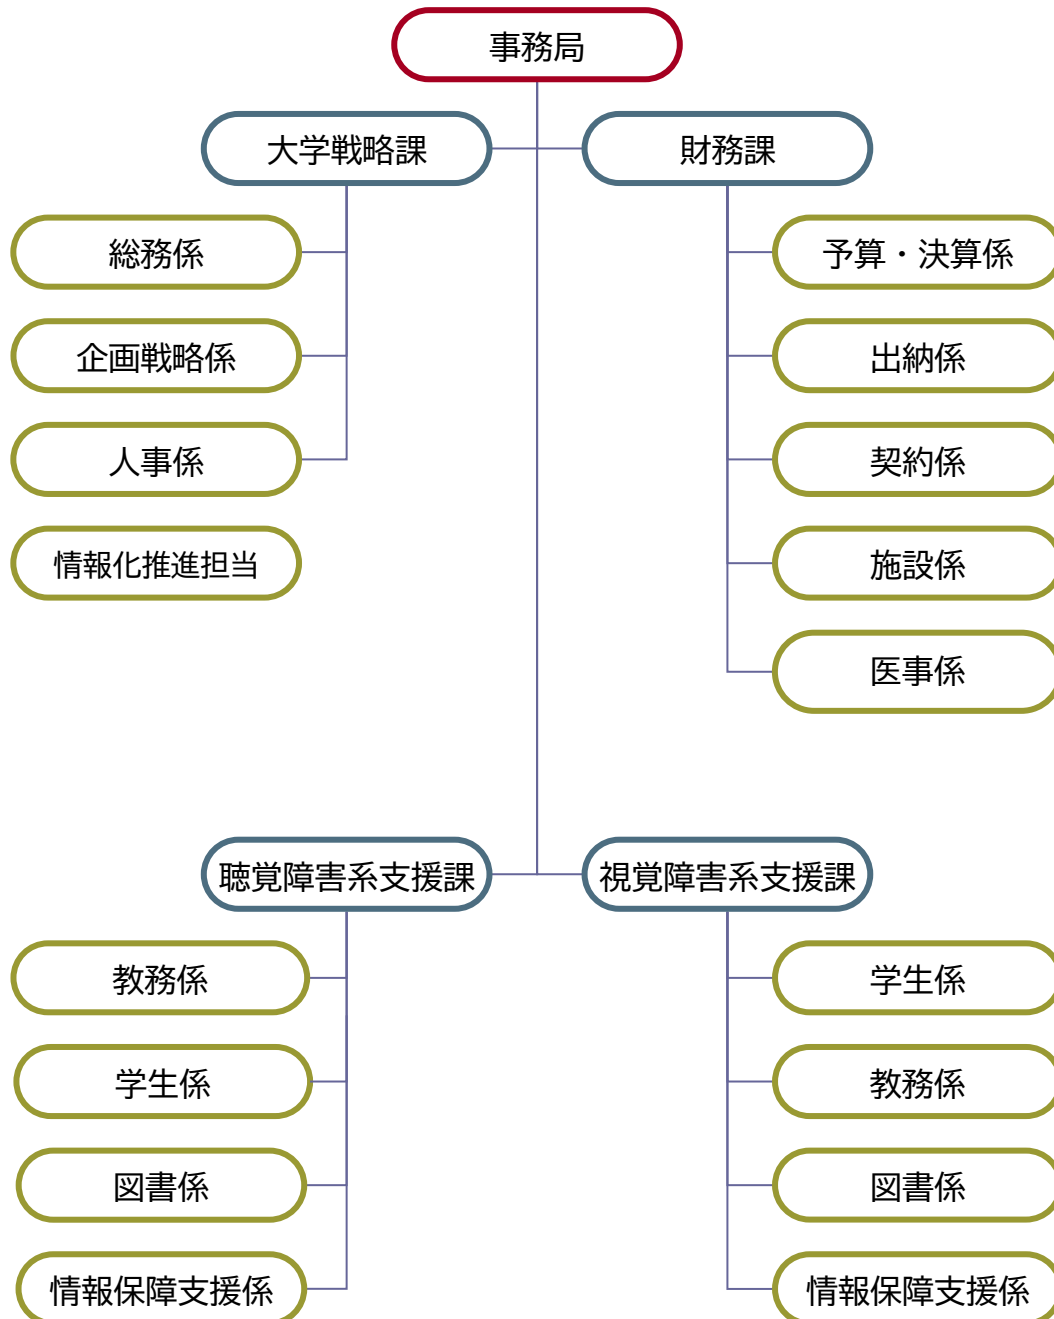 事務局
大学戦略課
財務課
総務係
予算・決算係
企画戦略係
出納係
人事係
契約係
情報化推進担当
施設係
医事係
聴覚障害系支援課
視覚障害系支援課
教務係
学生係
学生係
教務係
図書係
図書係
情報保障支援係
情報保障支援係